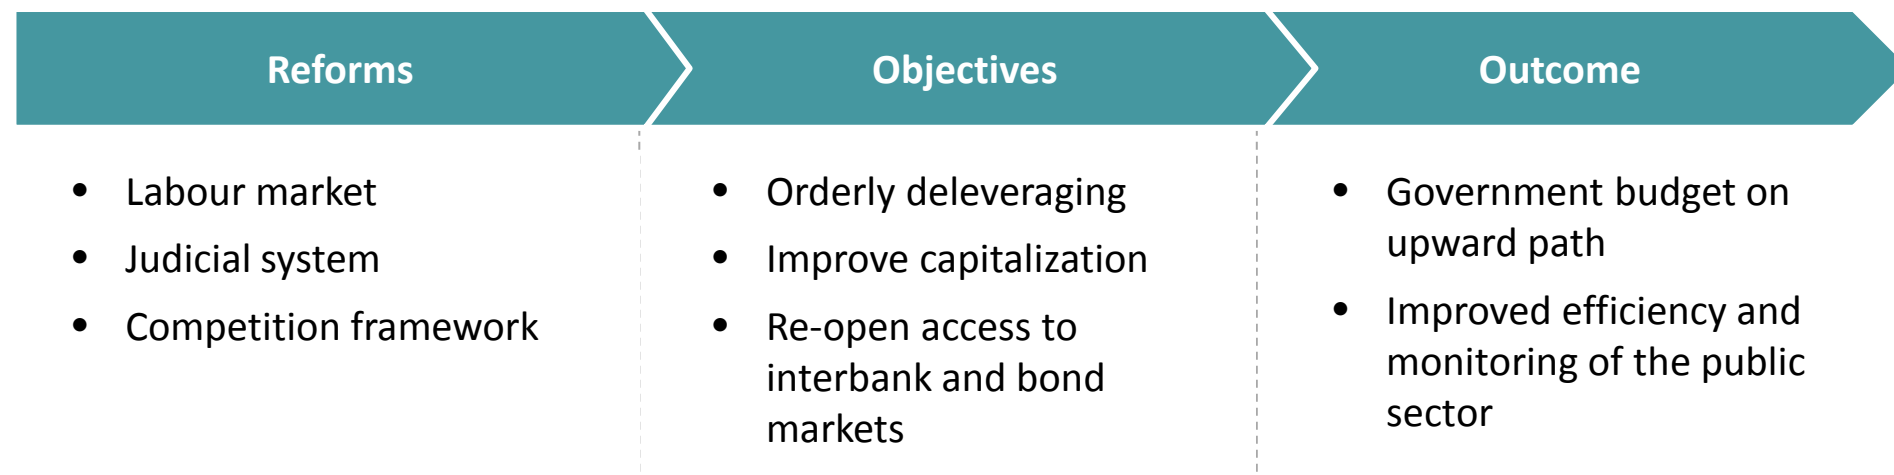 Reforms
Objectives
Outcome
• Labour market
• Judicial system
• Competition framework
• Orderly deleveraging
• Improve capitalization
• Re-open access to
interbank and bond
markets
• Government budget on
upward path
• Improved efficiency and
monitoring of the public
sector